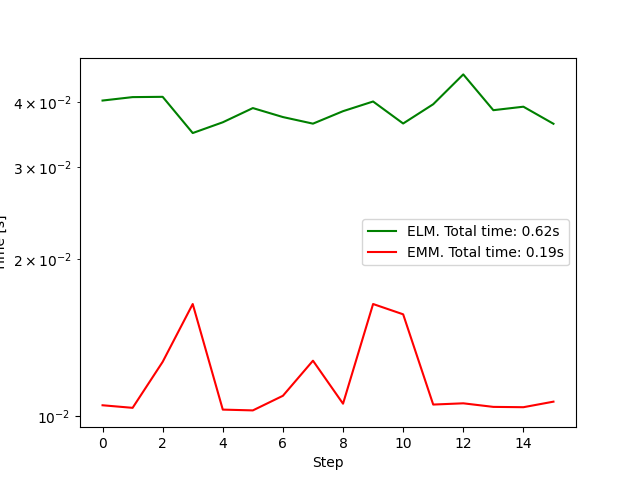 4 × 10⁻²
3 × 10⁻²
2 × 10⁻²
10⁻²
Time [s]
ELM. Total time: 0.62s
EMM. Total time: 0.19s
0 2 4 6 8 10 12 14
Step